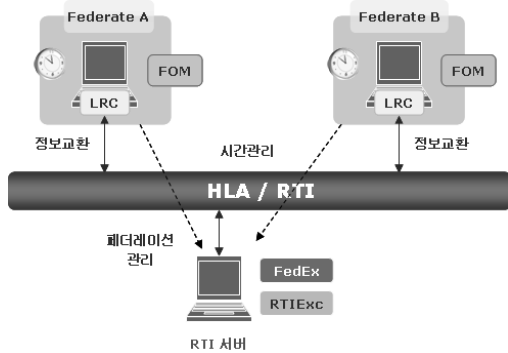 Federate A
Federate B
FOM
FOM
LRC
LRC
정보교환
시간관리
정보교환
HLA / RTI
페더레이션
관리
FedEx
RTIExc
RTI 서버